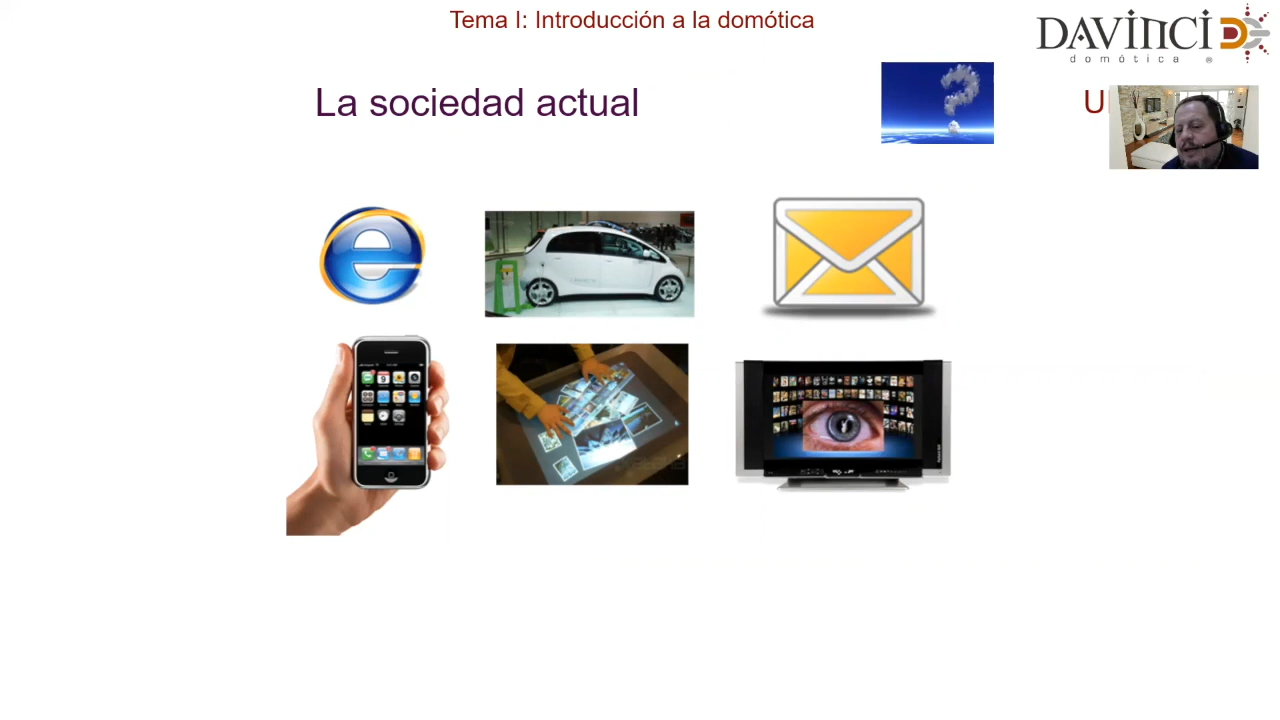 Tema I: Introducción a la domótica
DAVINCI
domótica ®
La sociedad actual